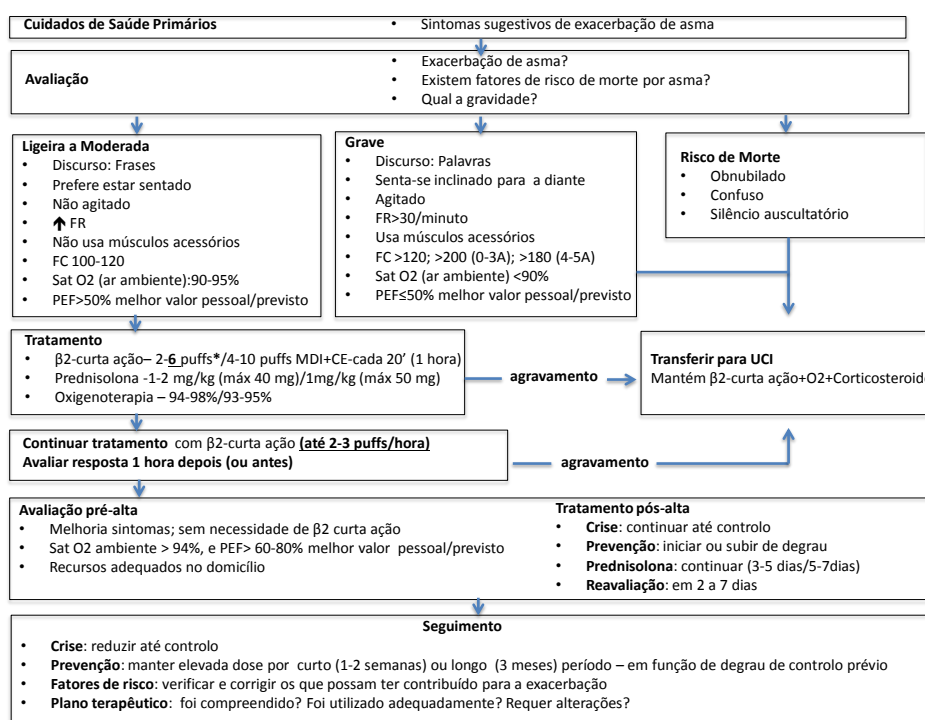 Cuidados de Saúde Primários
• Sintomas sugestivos de exacerbação de asma
Avaliação
• Exacerbação de asma?
• Existem fatores de risco de morte por asma?
• Qual a gravidade?
Ligeira a Moderada
• Discurso: Frases
• Prefere estar sentado
• Não agitado
• ↑ FR
• Não usa músculos acessórios
• FC 100-120
• Sat O2 (ar ambiente):90-95%
• PEF>50% melhor valor pessoal/previsto
Grave
• Discurso: Palavras
• Senta-se inclinado para a diante
• Agitado
• FR>30/minuto
• Usa músculos acessórios
• FC >120; >200 (0-3A); >180 (4-5A)
• Sat O2 (ar ambiente) <90%
• PEF≤50% melhor valor pessoal/previsto
Risco de Morte
• Obnubilado
• Confuso
• Silêncio auscultatório
Tratamento
• β2-curta ação– 2-6 puffs*/4-10 puffs MDI+CE-cada 20' (1 hora)
• Prednisolona -1-2 mg/kg (máx 40 mg)/1mg/kg (máx 50 mg)
• Oxigenoterapia – 94-98%/93-95%
agravamento
Transferir para UCI
Mantém β2-curta ação+O2+Corticosteroide
Continuar tratamento com β2-curta ação (até 2-3 puffs/hora)
Avaliar resposta 1 hora depois (ou antes)
agravamento
Avaliação pré-alta
• Melhoria sintomas; sem necessidade de β2 curta ação
• Sat O2 ambiente > 94%, e PEF> 60-80% melhor valor pessoal/previsto
• Recursos adequados no domicílio
Tratamento pós-alta
• Crise: continuar até controlo
• Prevenção: iniciar ou subir de degrau
• Prednisolona: continuar (3-5 dias/5-7dias)
• Reavaliação: em 2 a 7 dias
Seguimento
• Crise: reduzir até controlo
• Prevenção: manter elevada dose por curto (1-2 semanas) ou longo (3 meses) período – em função de degrau de controlo prévio
• Fatores de risco: verificar e corrigir os que possam ter contribuído para a exacerbação
• Plano terapêutico: foi compreendido? Foi utilizado adequadamente? Requer alterações?